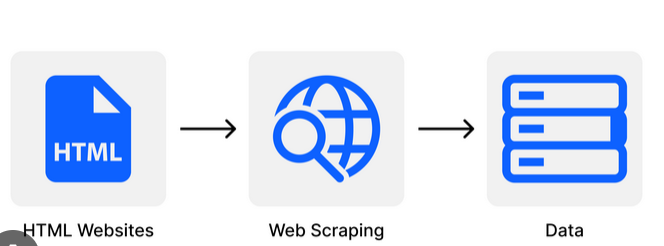 HTML
HTML Websites
Web Scraping
Data